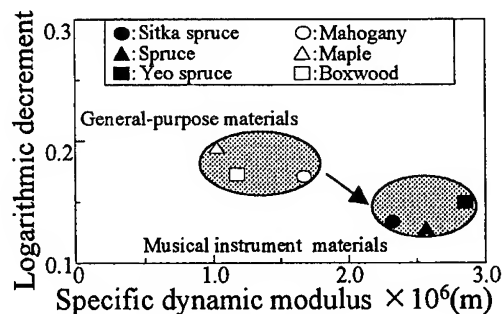 0.3
●:Sitka spruce ○:Mahogany
▲:Spruce △:Maple
■:Yeo spruce □:Boxwood
General-purpose materials
0.2
Musical instrument materials
0.1
0 1.0 2.0 3.0
Logarithmic decrement
Specific dynamic modulus ×10⁶(m)